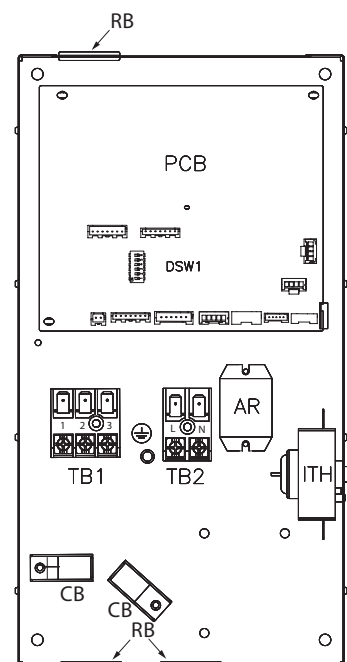 RB
PCB
DSW1
1 2 3
L N
AR
TB1
TB2
ITH
CB
CB
RB